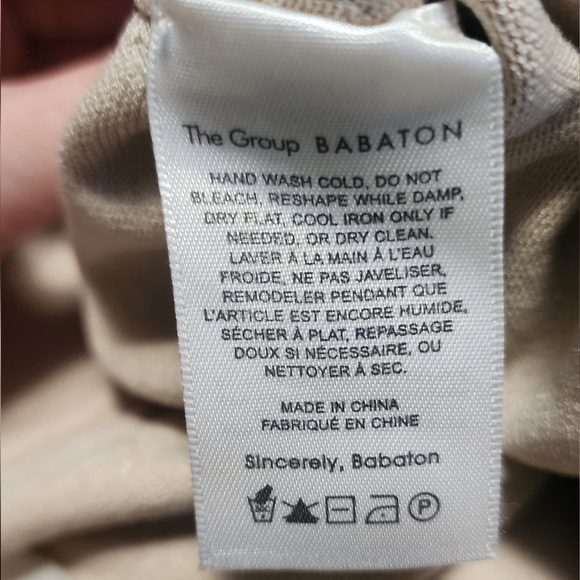 The Group BABATON
HAND WASH COLD, DO NOT
BLEACH, RESHAPE WHILE DAMP,
DRY FLAT, COOL IRON ONLY IF
NEEDED, OR DRY CLEAN.
LAVER À LA MAIN À L'EAU
FROIDE, NE PAS JAVELISER,
REMODELER PENDANT QUE
L'ARTICLE EST ENCORE HUMIDE,
SÉCHER À PLAT, REPASSAGE
DOUX SI NÉCESSAIRE, OU
NETTOYER À SEC.
MADE IN CHINA
FABRIQUÉ EN CHINE
Sincerely, Babaton
P